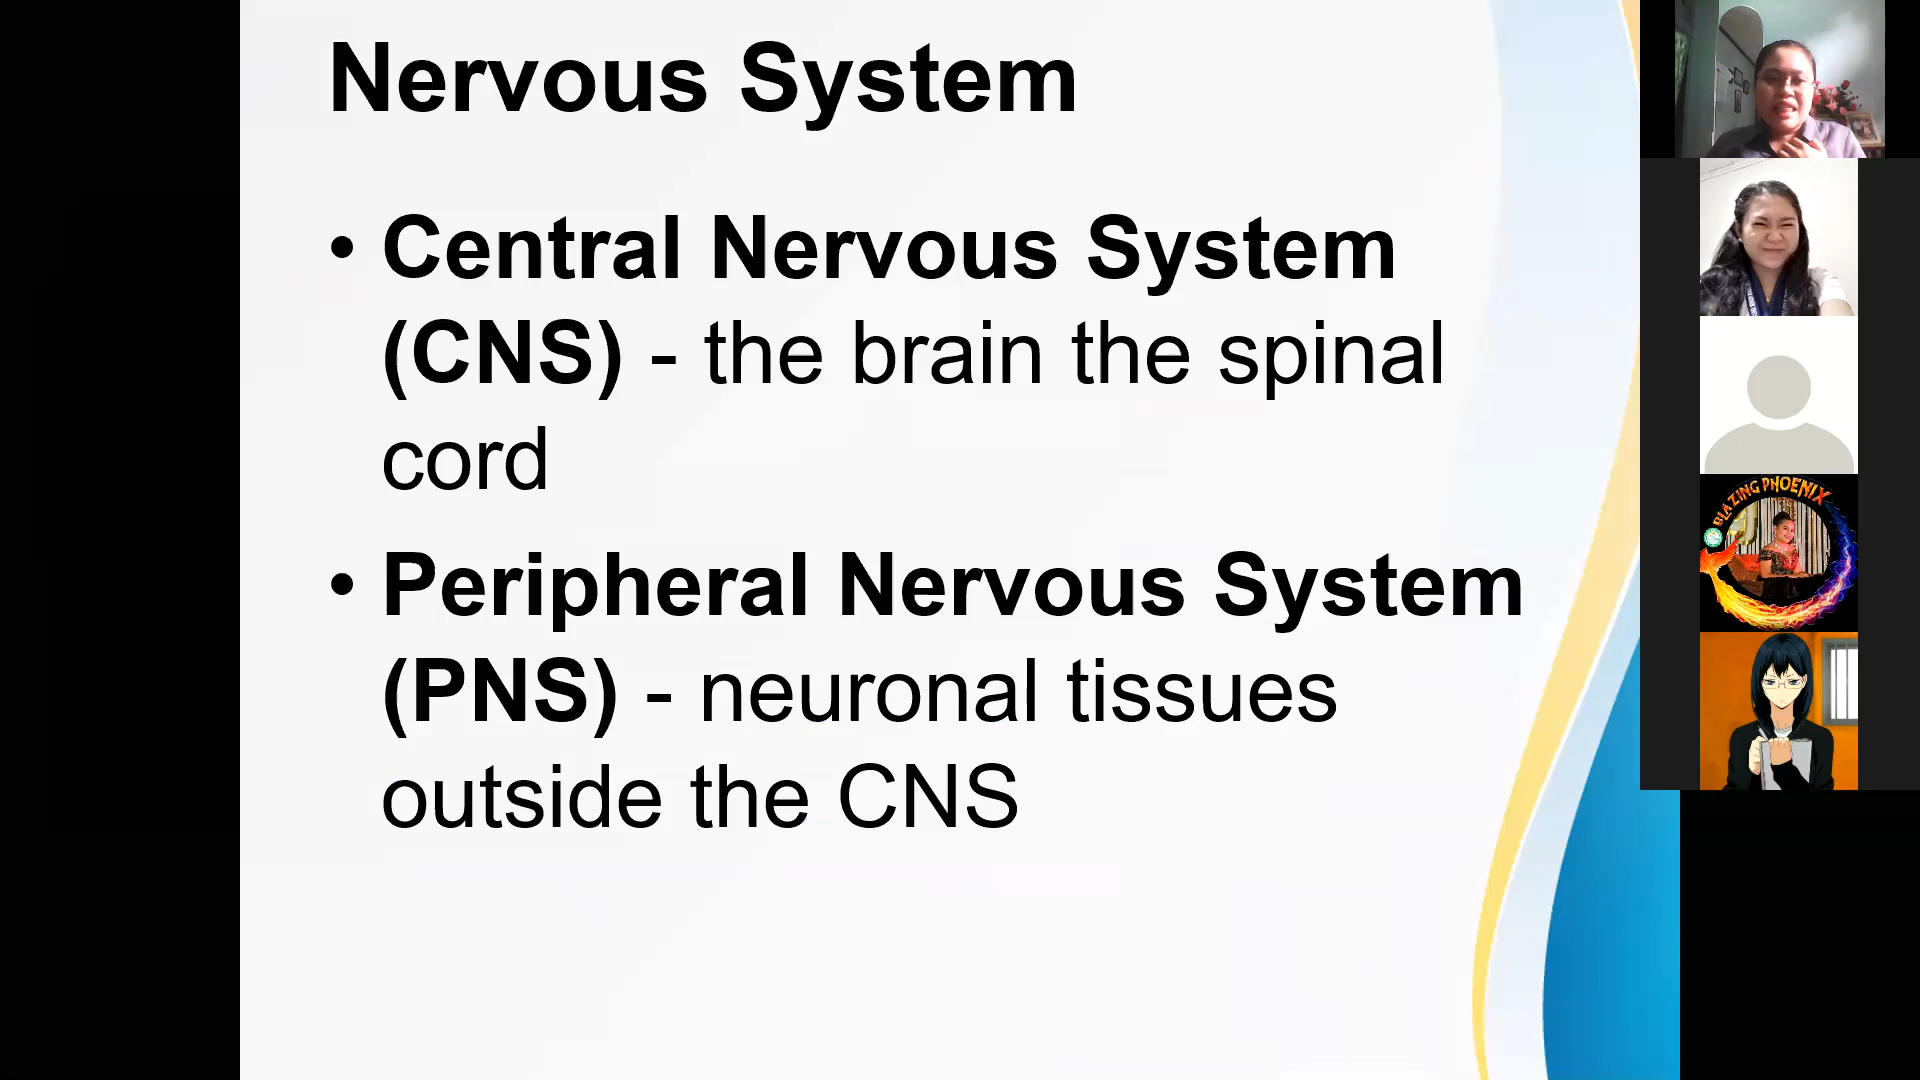 Nervous System
• Central Nervous System
(CNS) - the brain the spinal
cord
• Peripheral Nervous System
(PNS) - neuronal tissues
outside the CNS
BLAZING PHOENIX